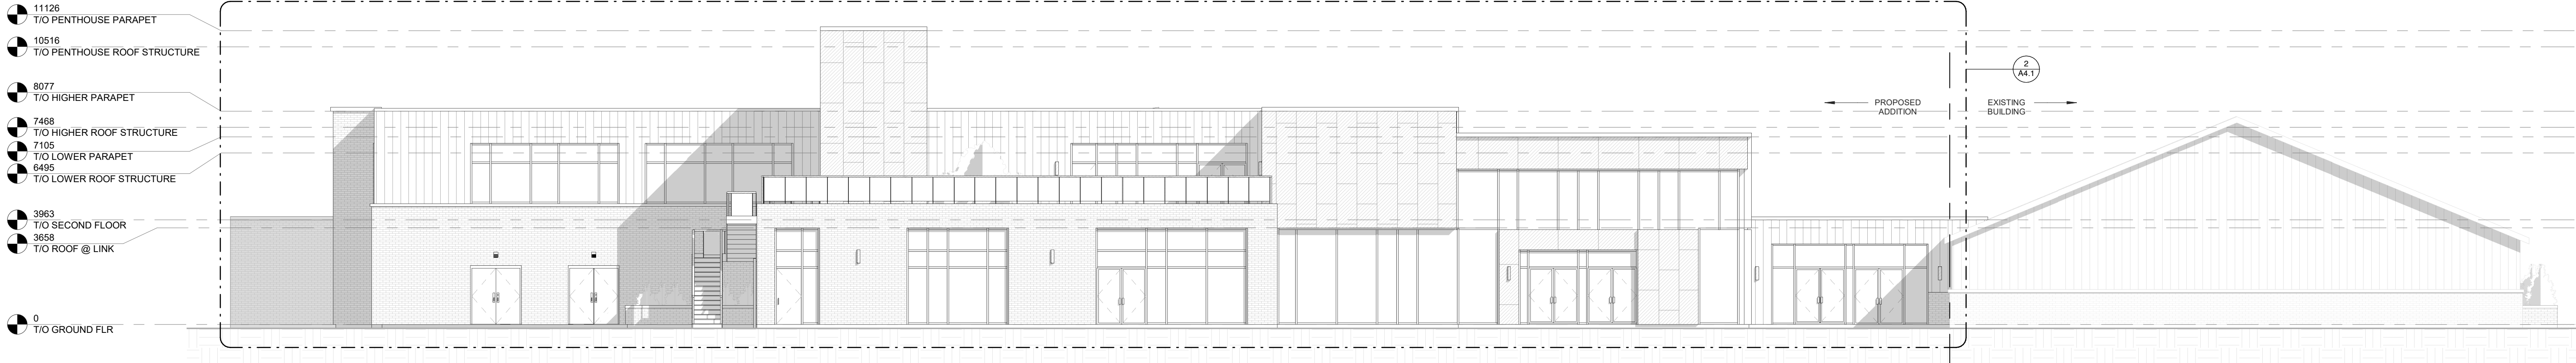 11126
T/O PENTHOUSE PARAPET
10516
T/O PENTHOUSE ROOF STRUCTURE
8077
T/O HIGHER PARAPET
7468
T/O HIGHER ROOF STRUCTURE
7105
T/O LOWER PARAPET
6495
T/O LOWER ROOF STRUCTURE
3963
T/O SECOND FLOOR
3658
T/O ROOF @ LINK
0
T/O GROUND FLR
PROPOSED
ADDITION
EXISTING
BUILDING
2
A4.1